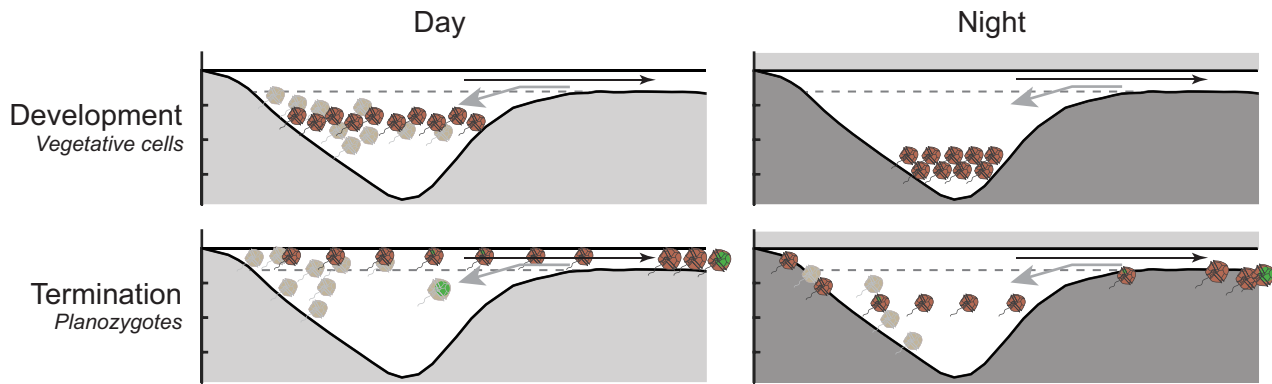 Day
Night
Development
Vegetative cells
Termination
Planozygotes